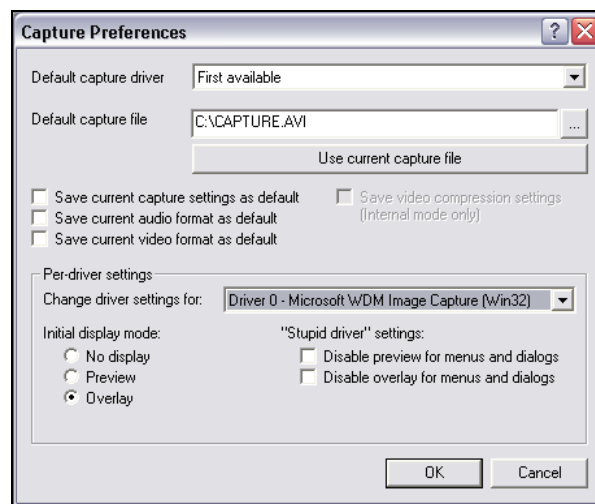 Capture Preferences
Default capture driver
First available
Default capture file
C:\CAPTURE.AVI
...
Use current capture file
Save current capture settings as default
Save video compression settings
(Internal mode only)
Save current audio format as default
Save current video format as default
Per-driver settings
Change driver settings for:
Driver 0 - Microsoft WDM Image Capture (Win32)
Initial display mode:
"Stupid driver" settings:
No display
Disable preview for menus and dialogs
Preview
Disable overlay for menus and dialogs
Overlay
OK
Cancel